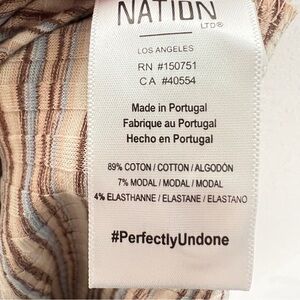 NATION
LTD®
LOS ANGELES
RN #150751
CA #40554
Made in Portugal
Fabrique au Portugal
Hecho en Portugal
89% COTON / COTTON / ALGODÓN
7% MODAL / MODAL / MODAL
4% ELASTHANNE / ELASTANE / ELASTANO
#PerfectlyUndone